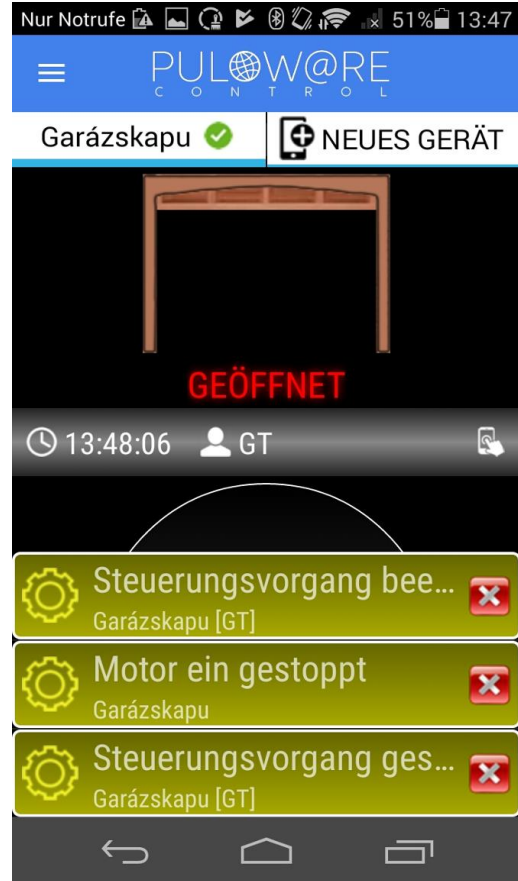 Nur Notrufe 51% 13:47
PULOW@RE
CONTROL
Garázskapu NEUES GERÄT
GEÖFFNET
13:48:06 GT
Steuerungsvorgang bee...
Garázskapu [GT]
Motor ein gestoppt
Garázskapu
Steuerungsvorgang ges...
Garázskapu [GT]